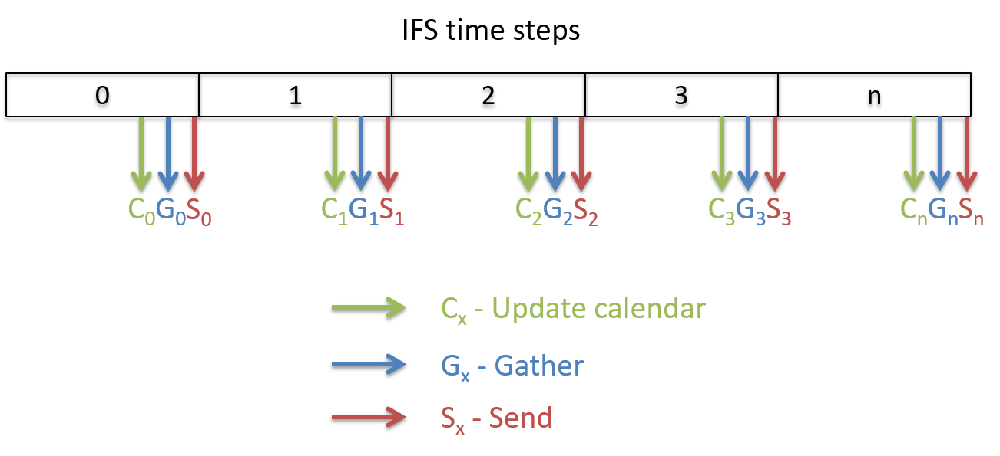 IFS time steps
0 1 2 3 n
C₀G₀S₀ C₁G₁S₁ C₂G₂S₂ C₃G₃S₃ CₙGₙSₙ
Cₓ - Update calendar
Gₓ - Gather
Sₓ - Send